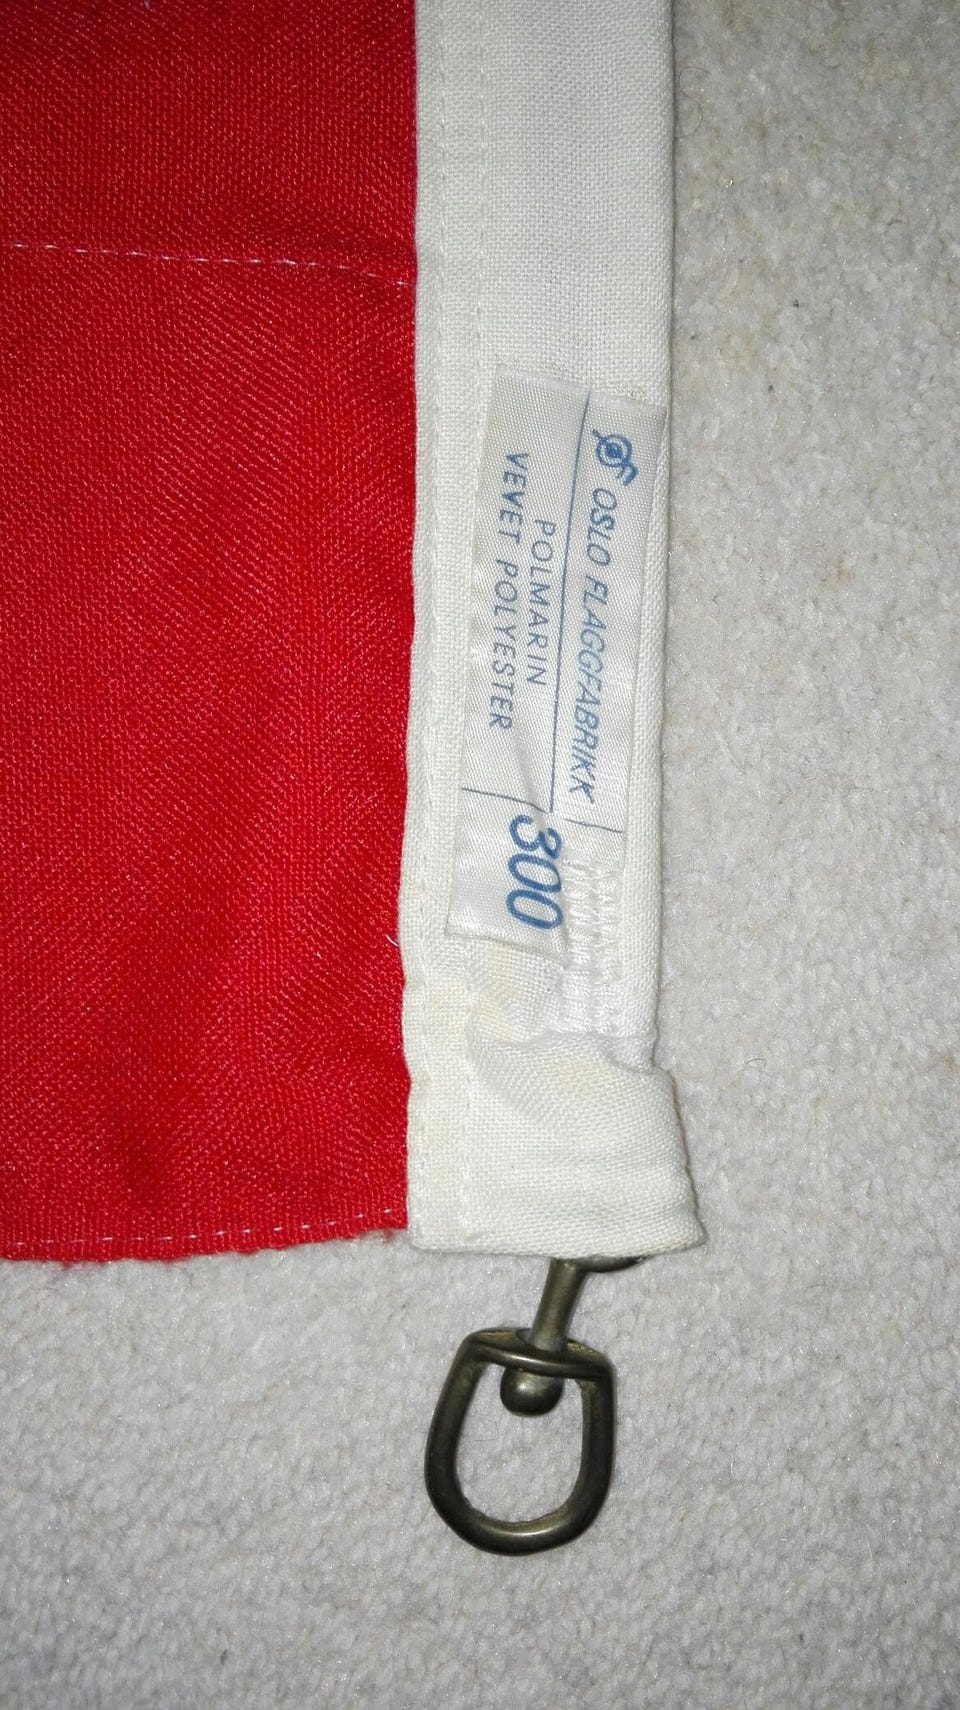 OSLO FLAGGFABRIKK
POLMARIN
VEVET POLYESTER
300